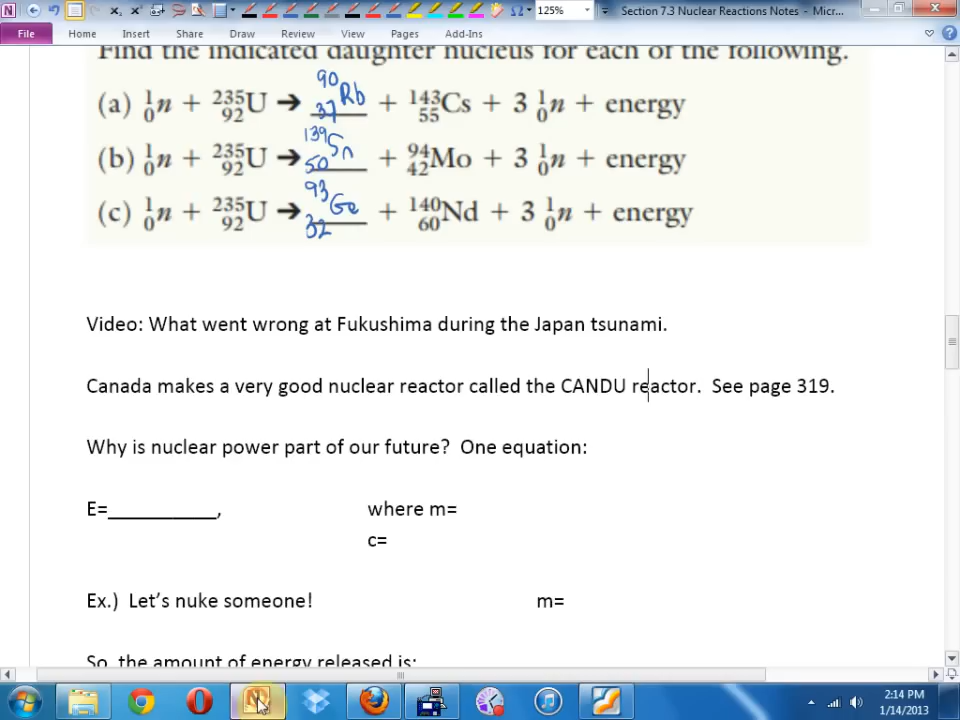 Section 7.3 Nuclear Reactions Notes - Micr...
125%
File Home Insert Share Draw Review View Pages Add-Ins
Find the indicated daughter nucleus for each of the following.
(a) ¹₀n + ²³⁵₉₂U → ⁹⁰₃₇Rb + ¹⁴³₅₅Cs + 3 ¹₀n + energy
(b) ¹₀n + ²³⁵₉₂U → ¹³⁹₅₀Sn + ⁹⁴₄₂Mo + 3 ¹₀n + energy
(c) ¹₀n + ²³⁵₉₂U → ⁹³₃₂Ge + ¹⁴⁰₆₀Nd + 3 ¹₀n + energy
Video: What went wrong at Fukushima during the Japan tsunami.
Canada makes a very good nuclear reactor called the CANDU reactor. See page 319.
Why is nuclear power part of our future? One equation:
E=___________, where m=
c=
Ex.) Let's nuke someone! m=
So, the amount of energy released is:
2:14 PM
1/14/2013